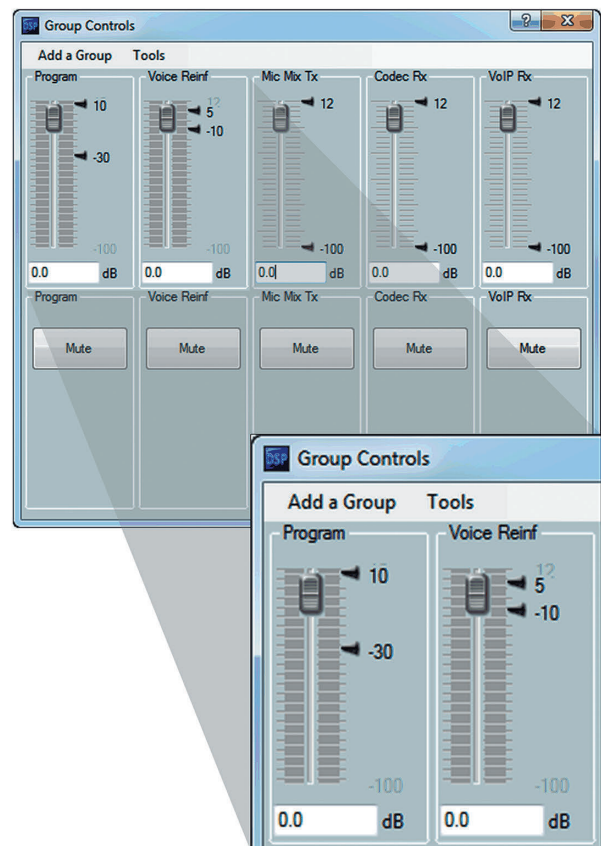 DSP Group Controls
Add a Group Tools
Program Voice Reinf Mic Mix Tx Codec Rx VoIP Rx
10 12 12 12 12
5
-10
-30
-100 -100 -100 -100 -100
0.0 dB 0.0 dB 0.0 dB 0.0 dB 0.0 dB
Program Voice Reinf Mic Mix Tx Codec Rx VoIP Rx
Mute Mute Mute Mute Mute
DSP Group Controls
Add a Group Tools
Program Voice Reinf
10 12
5
-10
-30
-100 -100
0.0 dB 0.0 dB